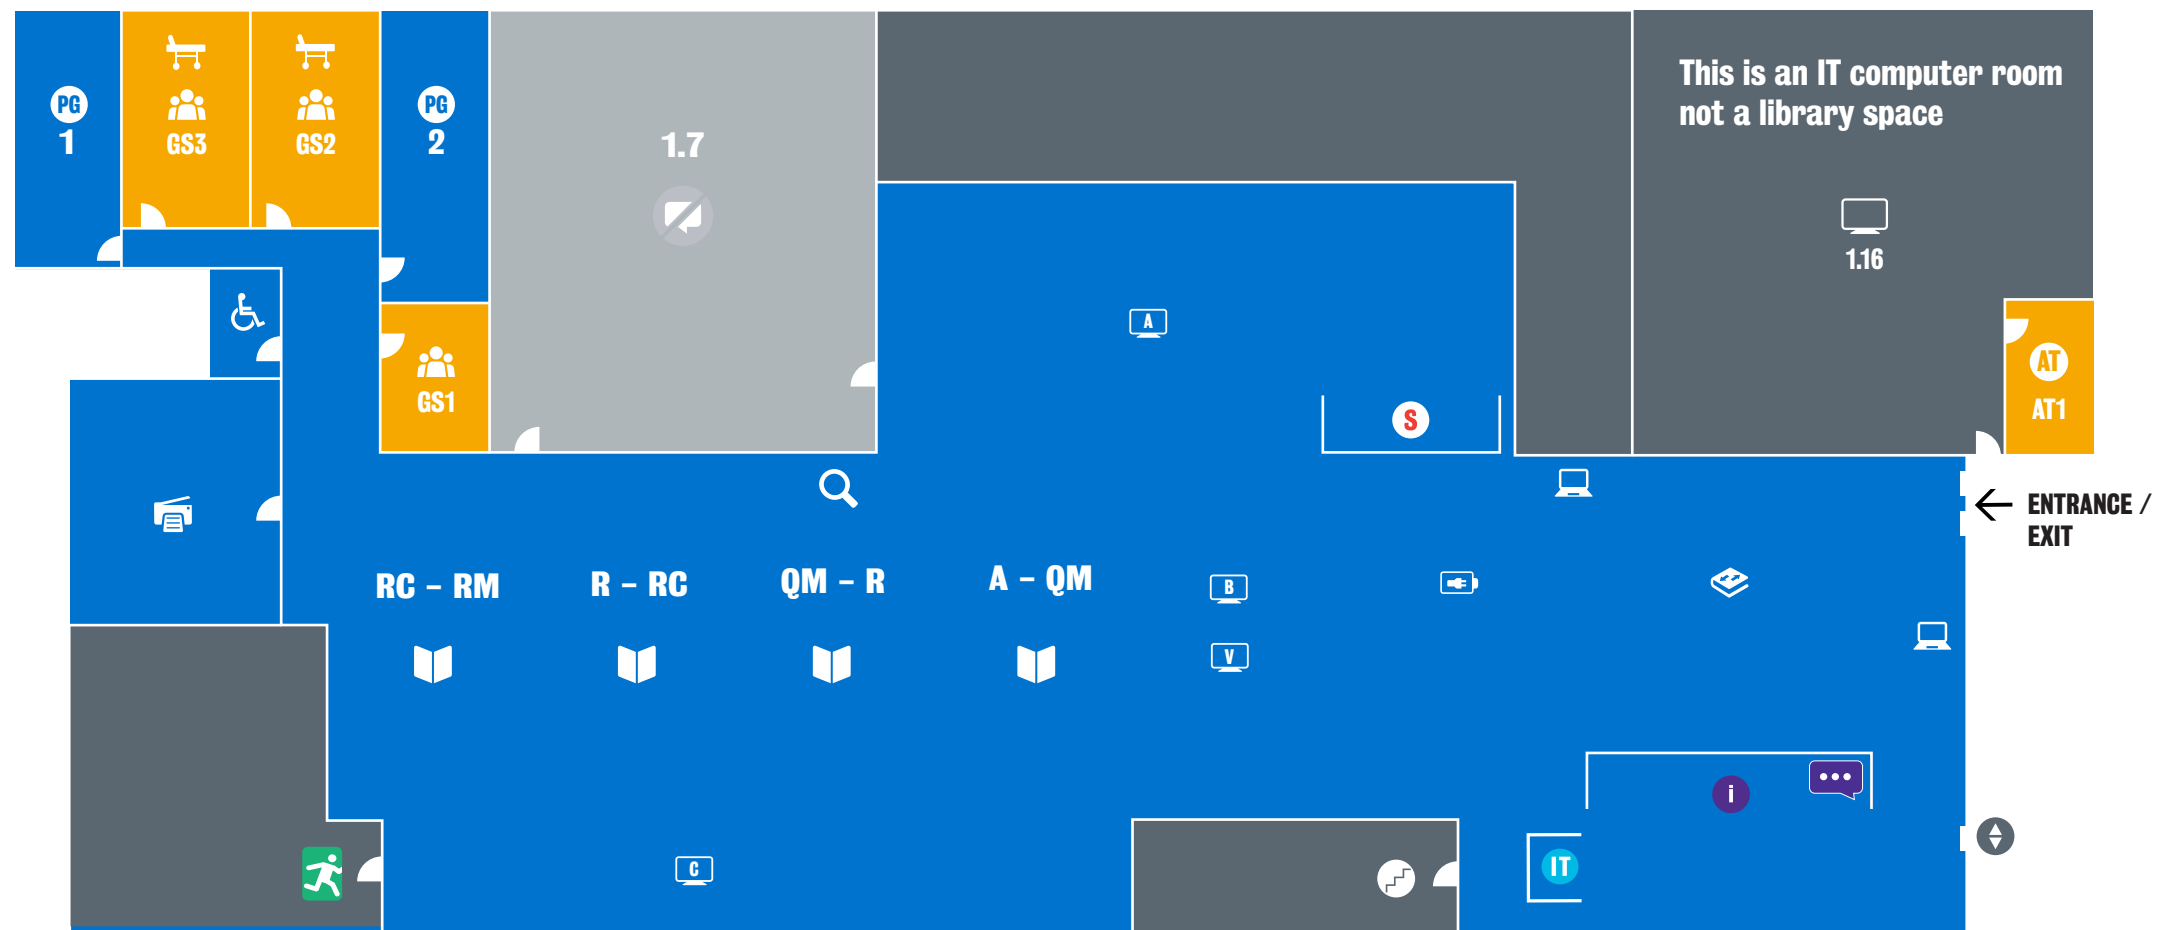 PG
1
GS3
GS2
PG
2
1.7
This is an IT computer room
not a library space
1.16
A
GS1
S
AT
AT1
ENTRANCE /
EXIT
RC – RM
R – RC
QM – R
A – QM
B
V
i
C
IT